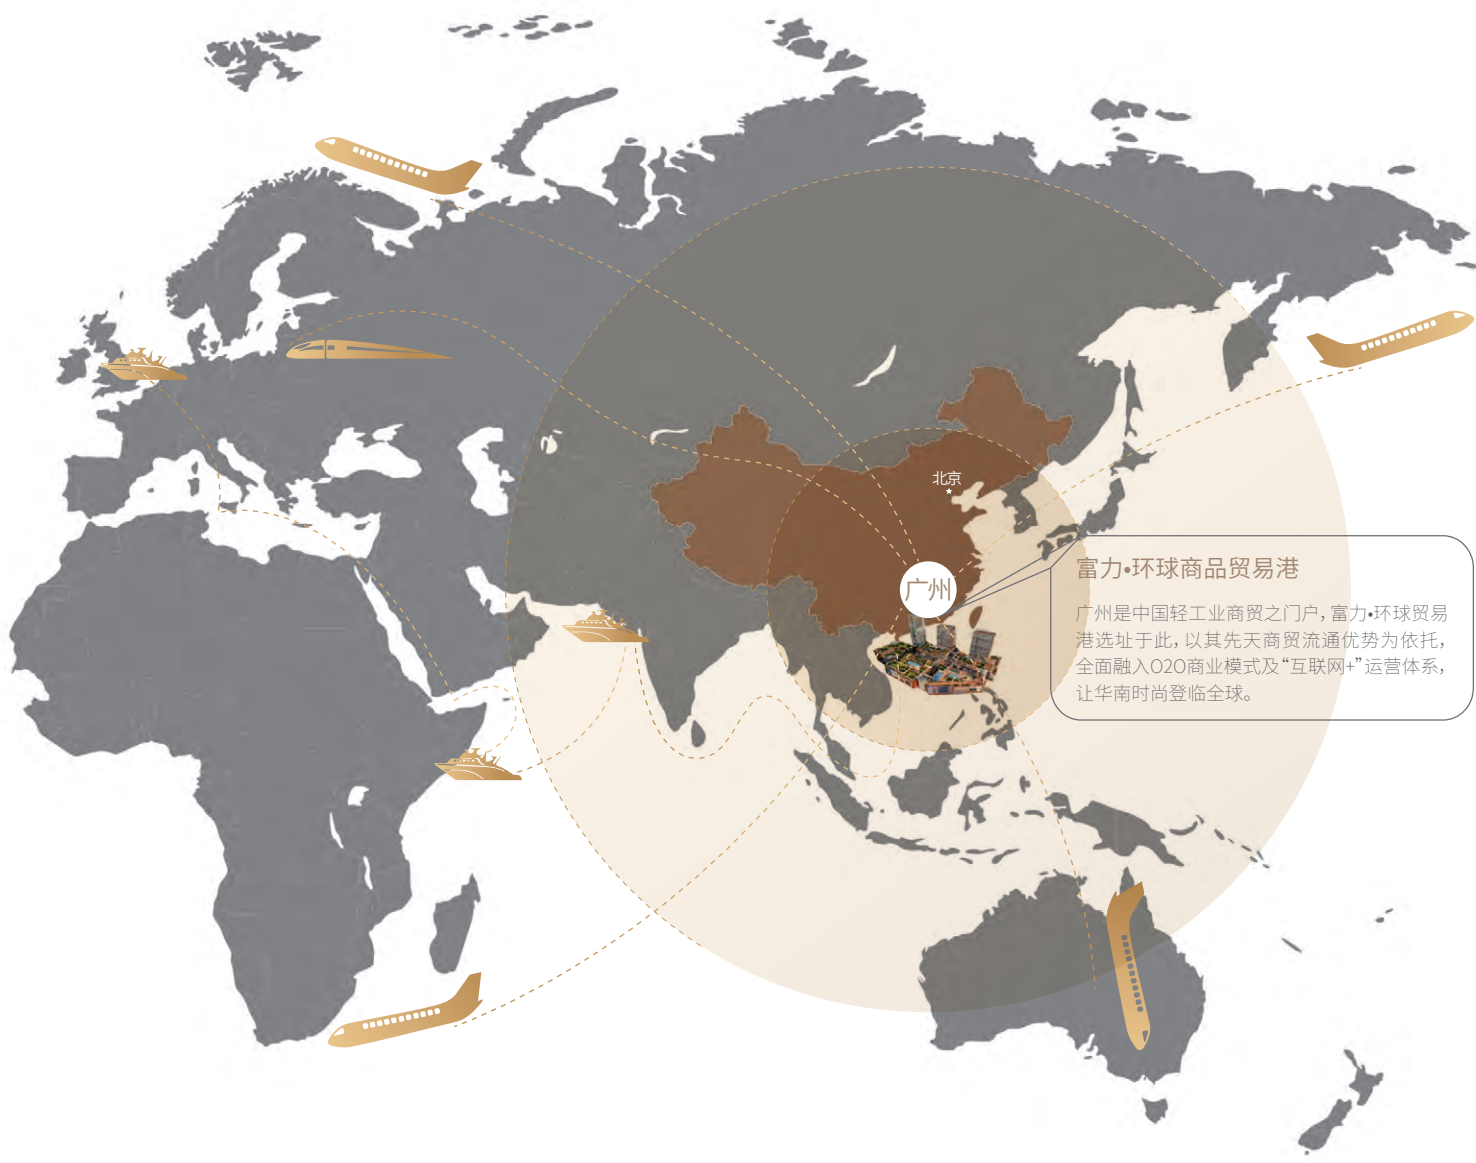 北京
广州
富力•环球商品贸易港
广州是中国轻工业商贸之门户，富力•环球贸易
港选址于此，以其先天商贸流通优势为依托，
全面融入O2O商业模式及“互联网+”运营体系，
让华南时尚登临全球。